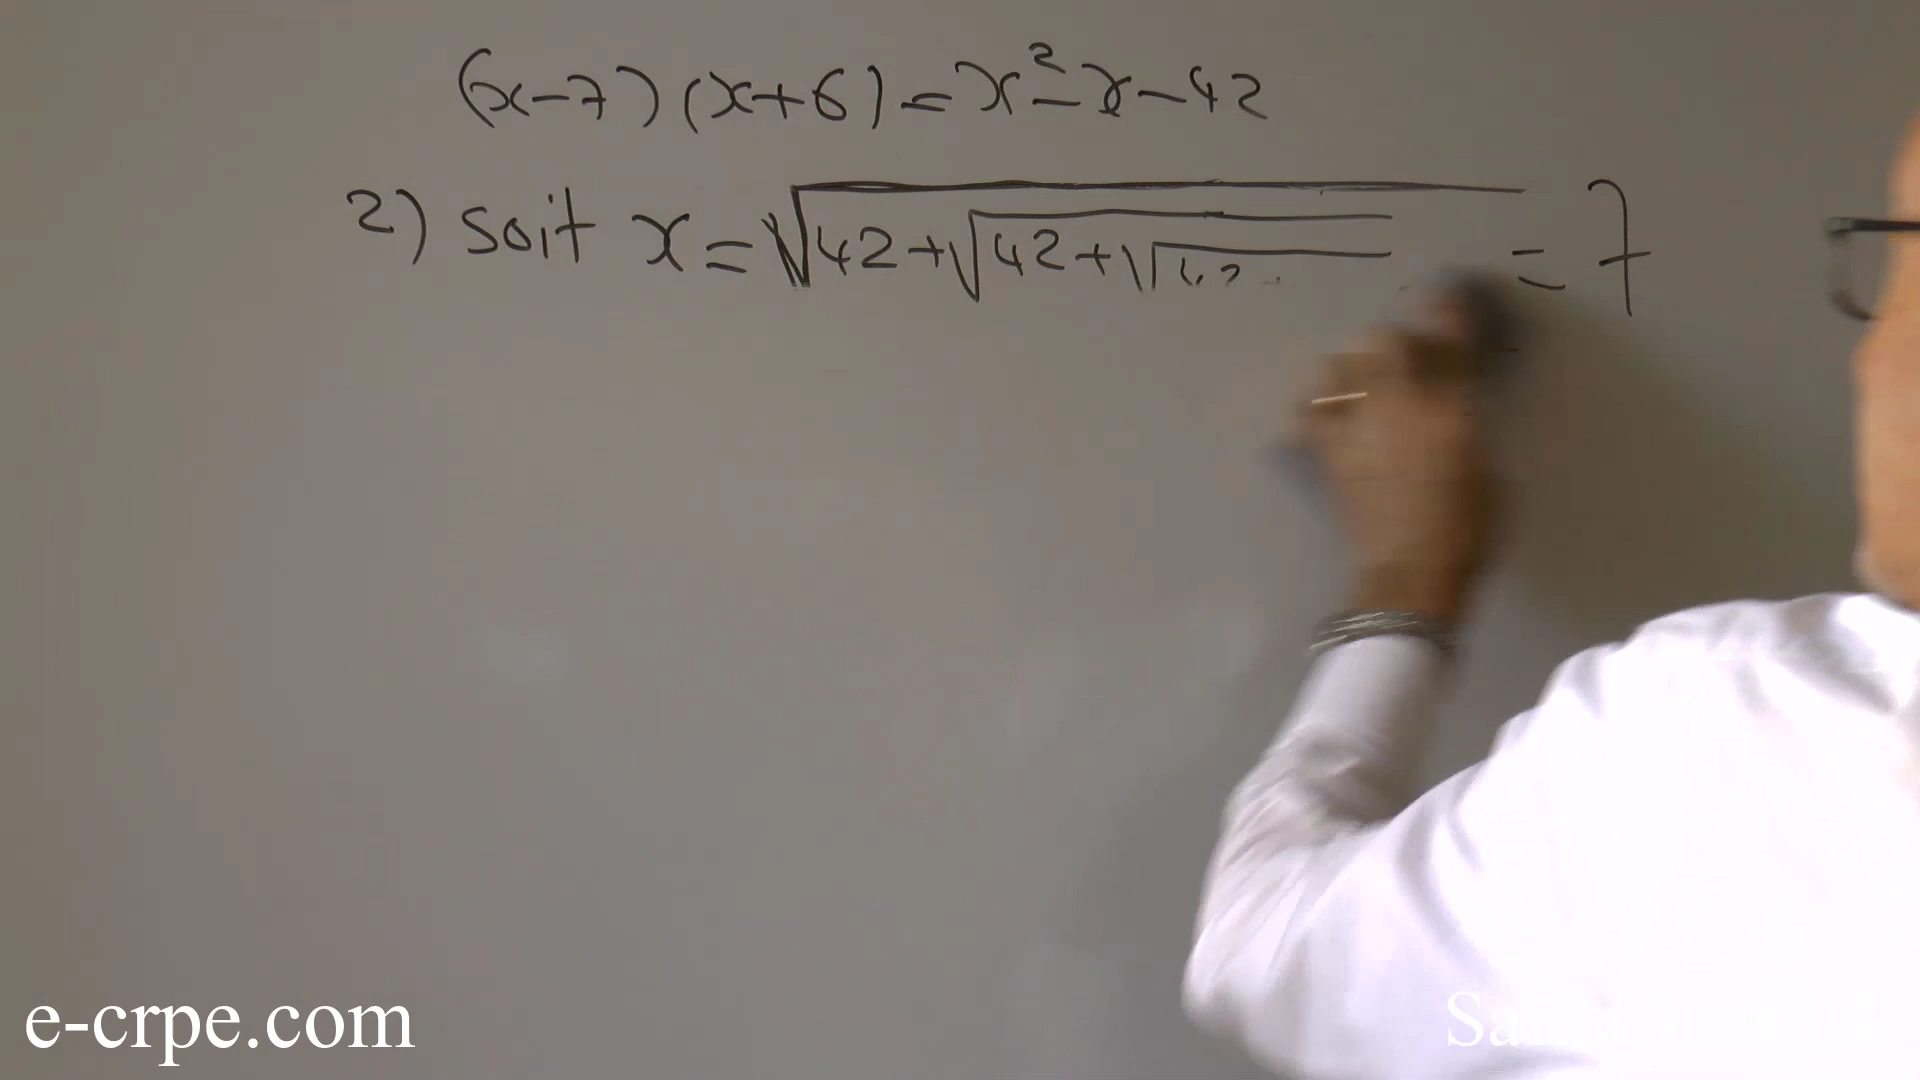 (x-7)(x+6)=x²-x-42
2) soit x=√42+√42+√42 = 7
e-crpe.com